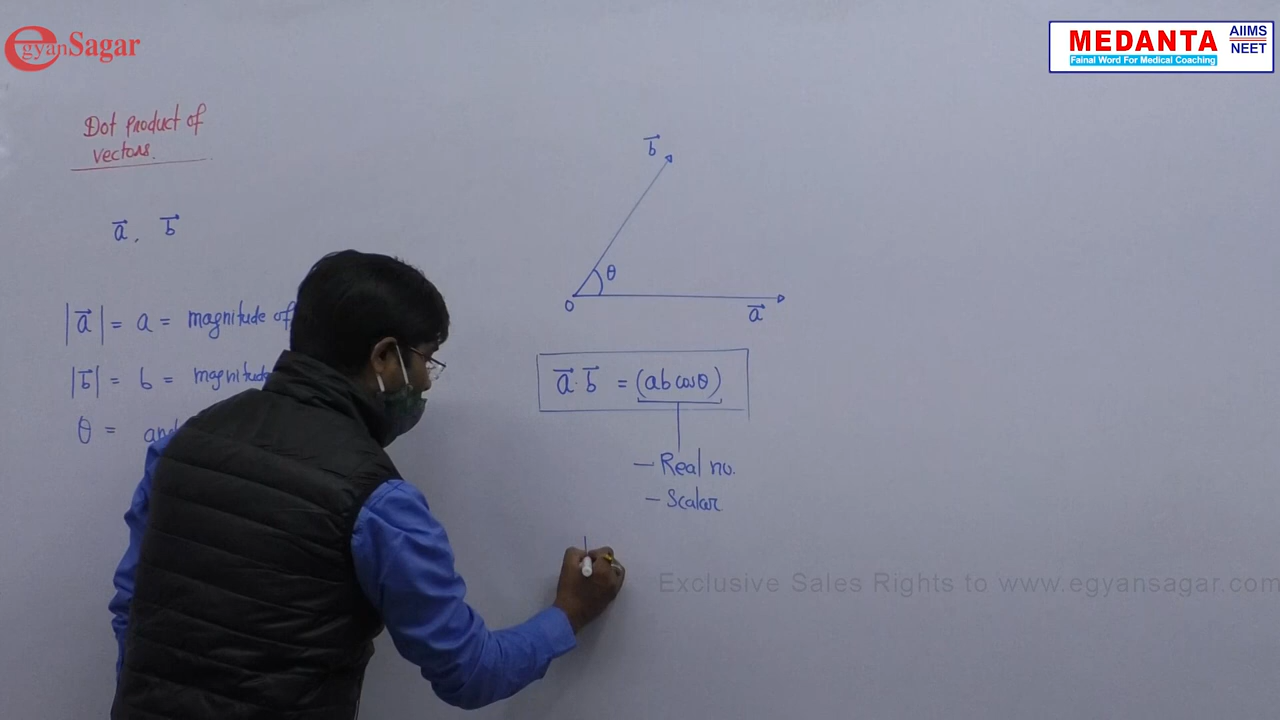 egyanSagar
MEDANTA
Fainal Word For Medical Coaching
AIIMS
NEET
Dot Product of
vectors.
a⃗, b⃗
|a⃗| = a = magnitude of
|b⃗| = b = magnitude
θ =
b⃗
θ
O
a⃗
a⃗·b⃗ = (ab cosθ)
— Real no.
— Scalar
Exclusive Sales Rights to www.egyansagar.com